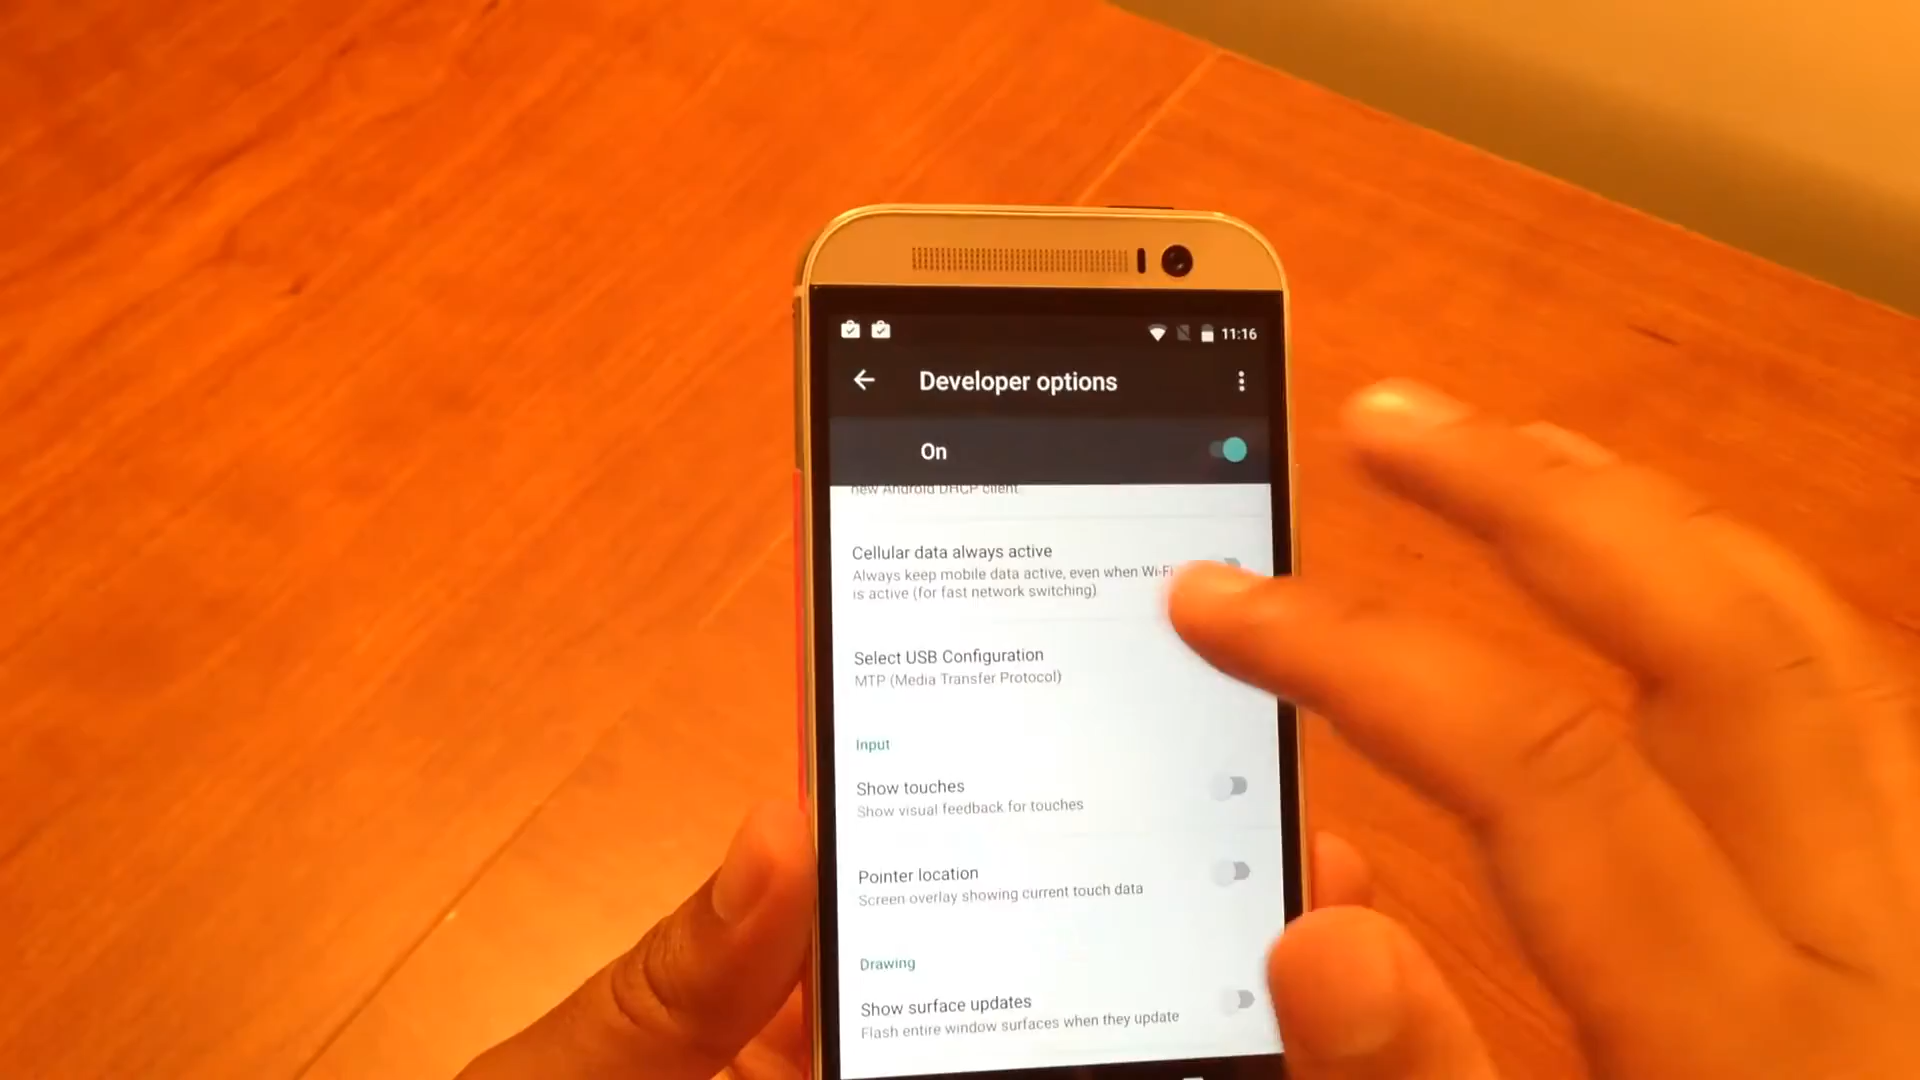 11:16
Developer options
On
new Android DHCP client
Cellular data always active
Always keep mobile data active, even when Wi-Fi
is active (for fast network switching)
Select USB Configuration
MTP (Media Transfer Protocol)
Input
Show touches
Show visual feedback for touches
Pointer location
Screen overlay showing current touch data
Drawing
Show surface updates
Flash entire window surfaces when they update